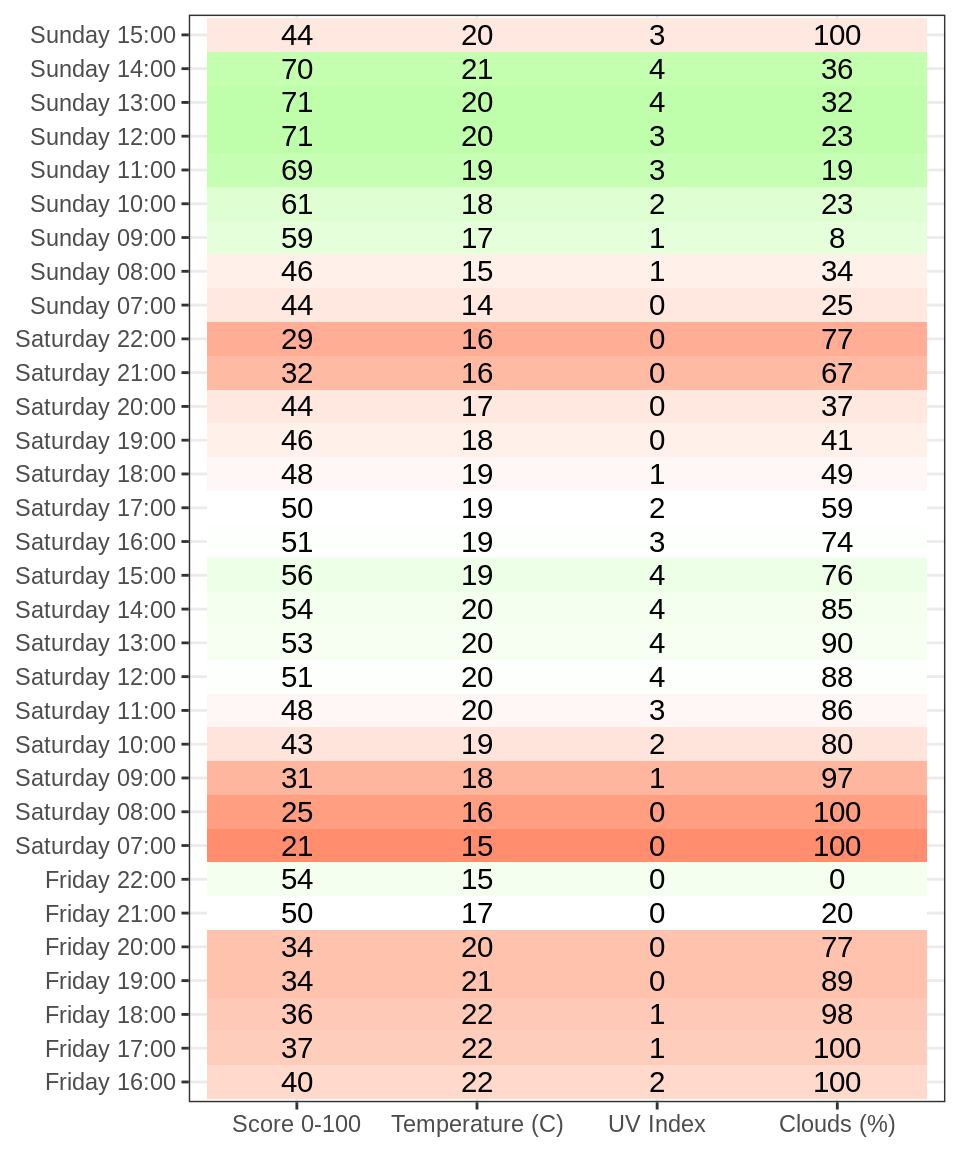 Sunday 15:00 44 20 3 100
Sunday 14:00 70 21 4 36
Sunday 13:00 71 20 4 32
Sunday 12:00 71 20 3 23
Sunday 11:00 69 19 3 19
Sunday 10:00 61 18 2 23
Sunday 09:00 59 17 1 8
Sunday 08:00 46 15 1 34
Sunday 07:00 44 14 0 25
Saturday 22:00 29 16 0 77
Saturday 21:00 32 16 0 67
Saturday 20:00 44 17 0 37
Saturday 19:00 46 18 0 41
Saturday 18:00 48 19 1 49
Saturday 17:00 50 19 2 59
Saturday 16:00 51 19 3 74
Saturday 15:00 56 19 4 76
Saturday 14:00 54 20 4 85
Saturday 13:00 53 20 4 90
Saturday 12:00 51 20 4 88
Saturday 11:00 48 20 3 86
Saturday 10:00 43 19 2 80
Saturday 09:00 31 18 1 97
Saturday 08:00 25 16 0 100
Saturday 07:00 21 15 0 100
Friday 22:00 54 15 0 0
Friday 21:00 50 17 0 20
Friday 20:00 34 20 0 77
Friday 19:00 34 21 0 89
Friday 18:00 36 22 1 98
Friday 17:00 37 22 1 100
Friday 16:00 40 22 2 100
Score 0-100 Temperature (C) UV Index Clouds (%)